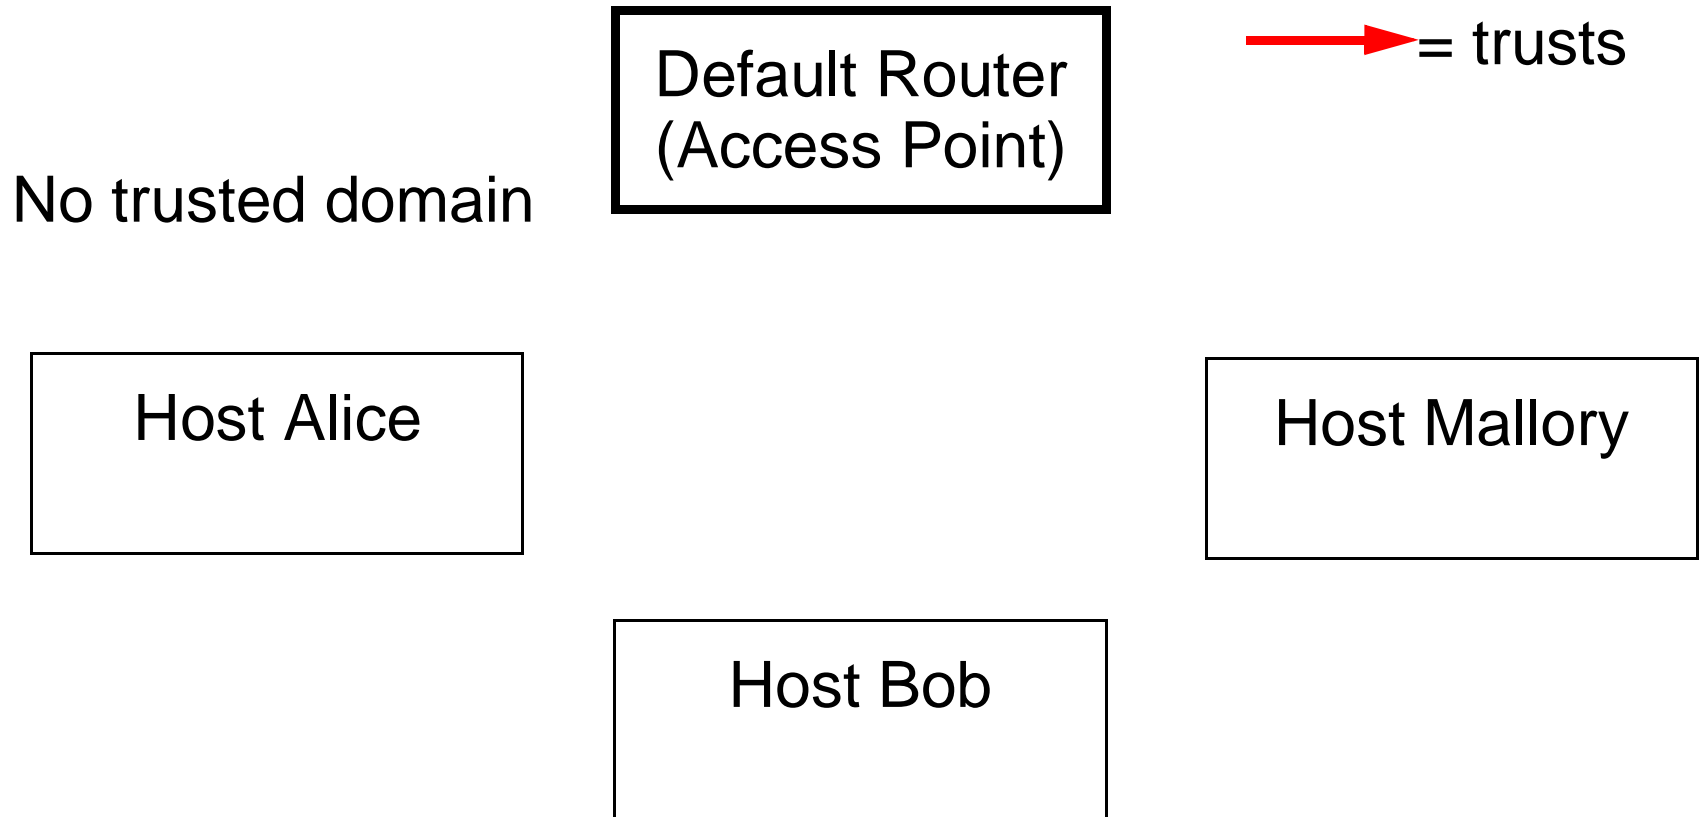 Default Router
(Access Point)
= trusts
No trusted domain
Host Alice
Host Mallory
Host Bob